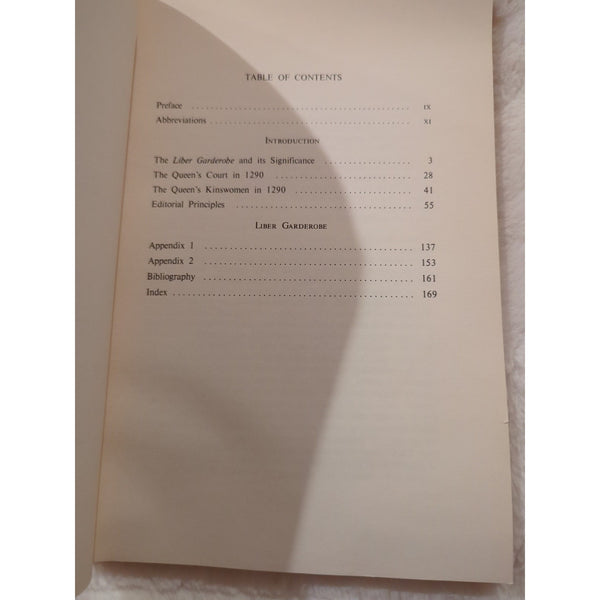 TABLE OF CONTENTS
Preface ........................................ ix
Abbreviations ........................................ xi
INTRODUCTION
The Liber Garderobe and its Significance ........................ 3
The Queen's Court in 1290 ........................ 28
The Queen's Kinswomen in 1290 ........................ 41
Editorial Principles ........................ 55
LIBER GARDEROBE
Appendix 1 ........................ 137
Appendix 2 ........................ 153
Bibliography ........................ 161
Index ........................ 169